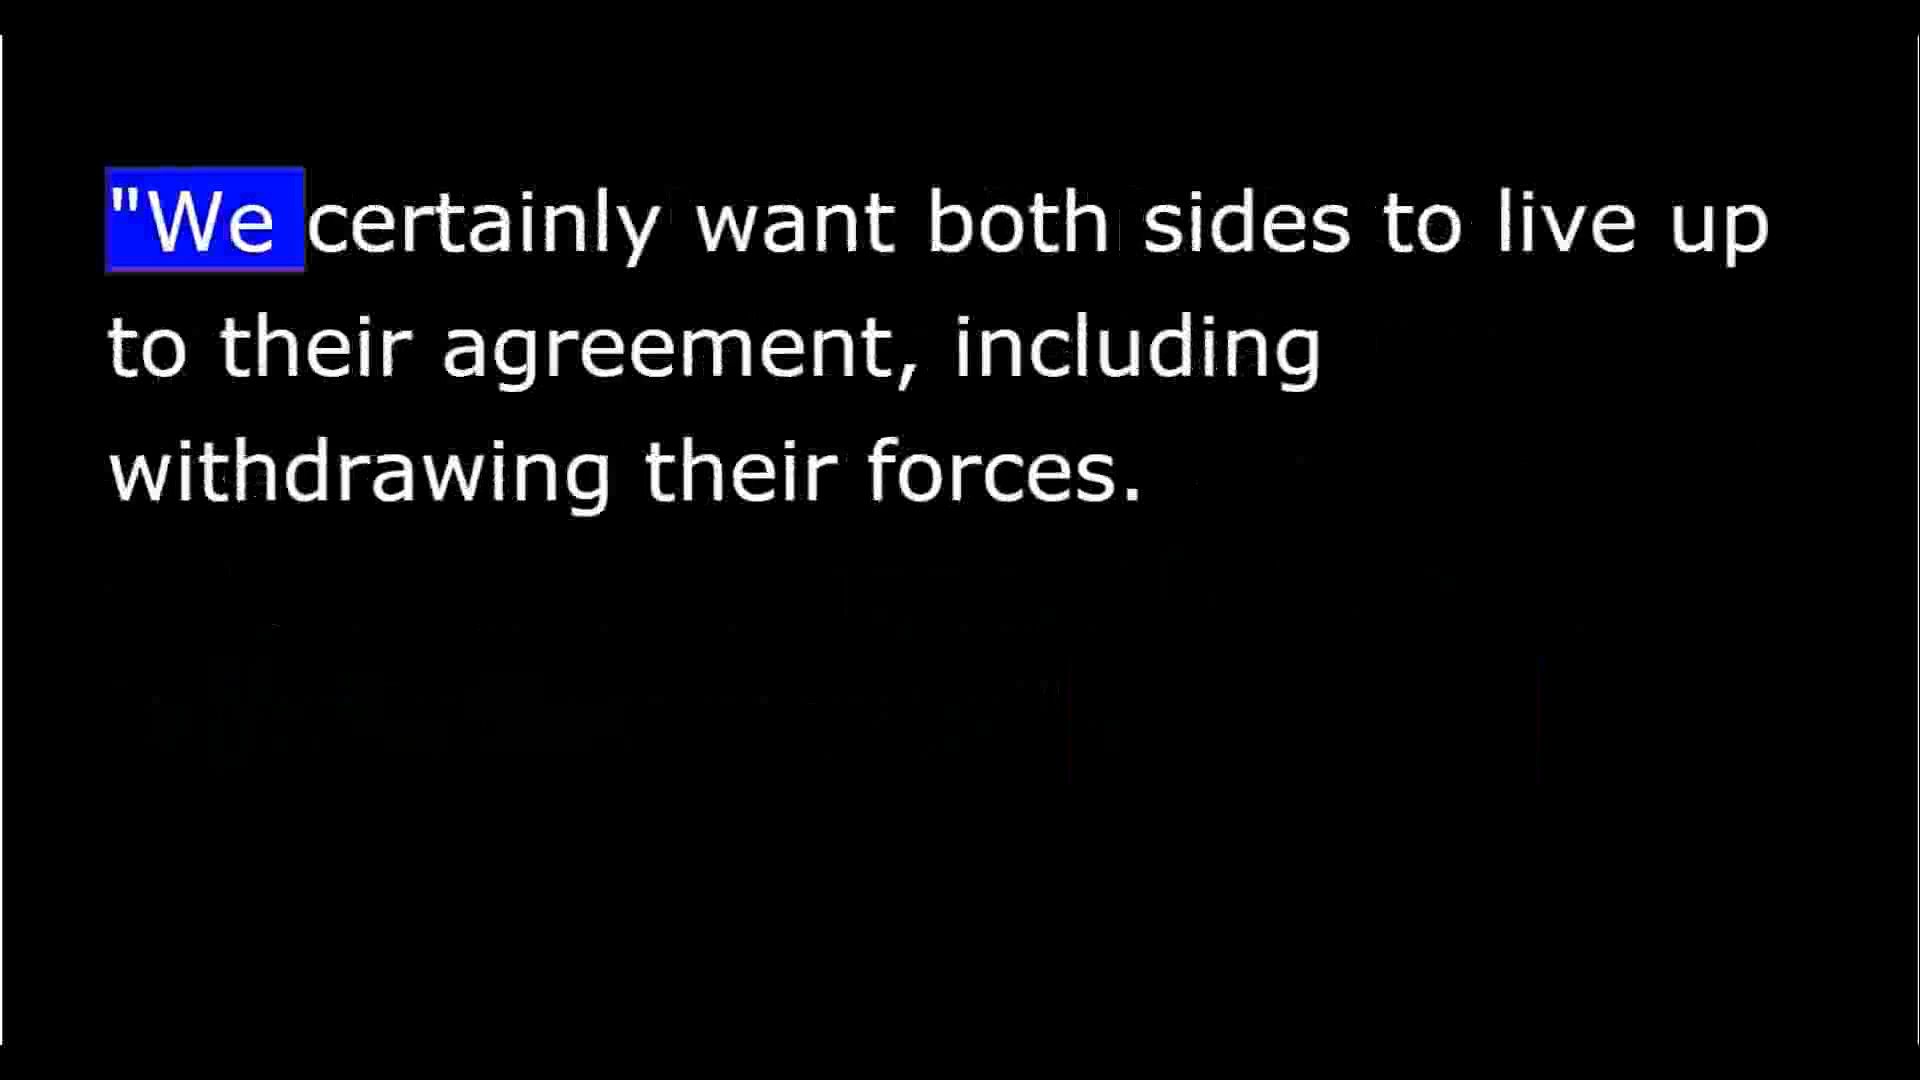 "We certainly want both sides to live up
to their agreement, including
withdrawing their forces.